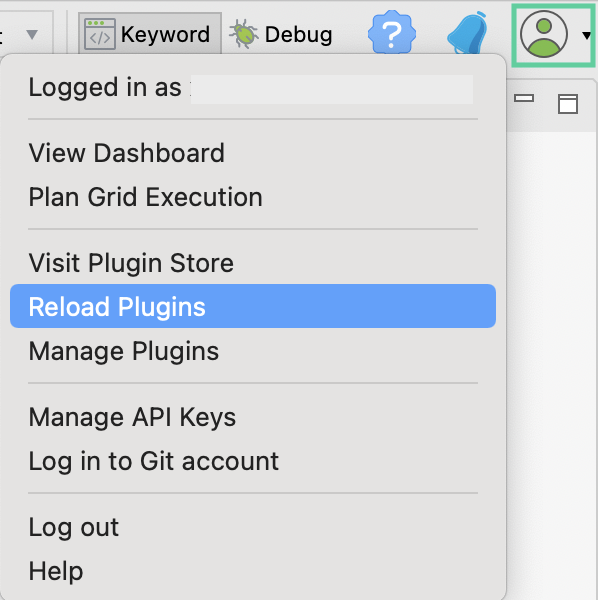 Keyword Debug
Logged in as
View Dashboard
Plan Grid Execution
Visit Plugin Store
Reload Plugins
Manage Plugins
Manage API Keys
Log in to Git account
Log out
Help